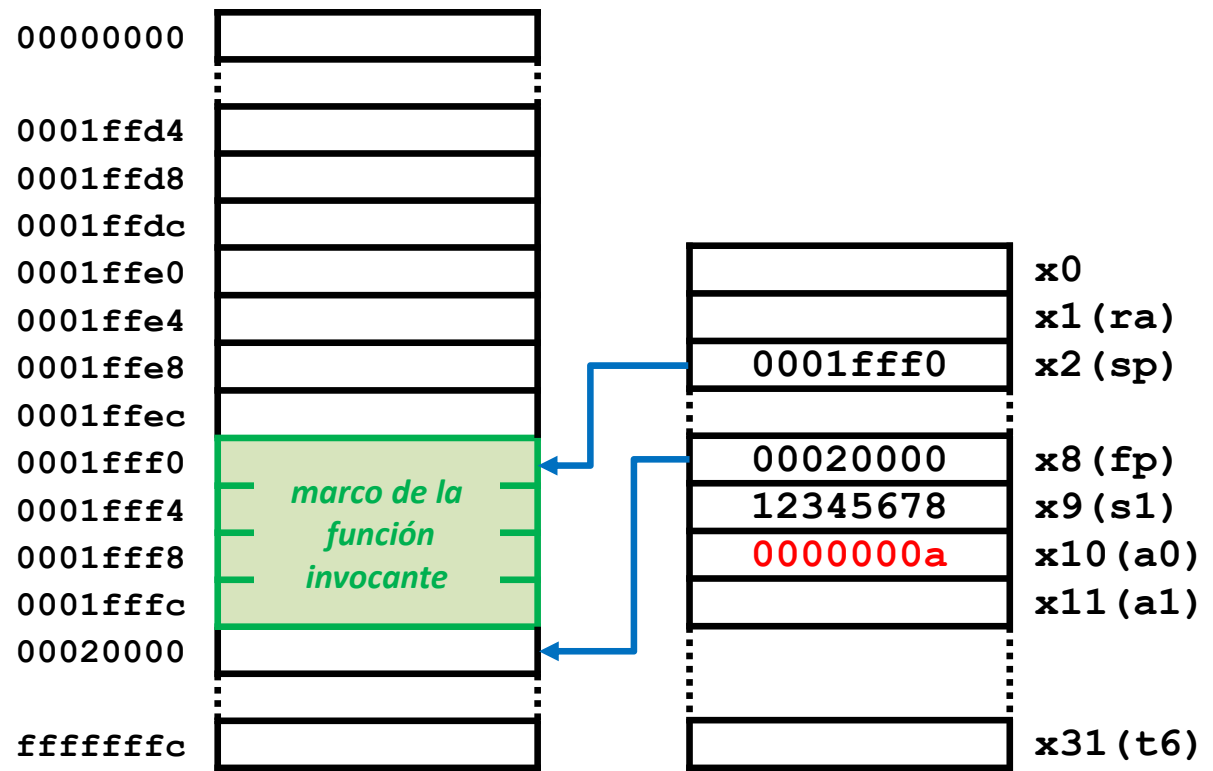 00000000
0001ffd4
0001ffd8
0001ffdc
0001ffe0
x0
0001ffe4
x1(ra)
0001ffe8
0001fff0
x2(sp)
0001ffec
0001fff0
00020000
x8(fp)
marco de la
0001fff4
12345678
x9(s1)
función
0001fff8
0000000a
x10(a0)
invocante
0001fffc
x11(a1)
00020000
fffffffc
x31(t6)